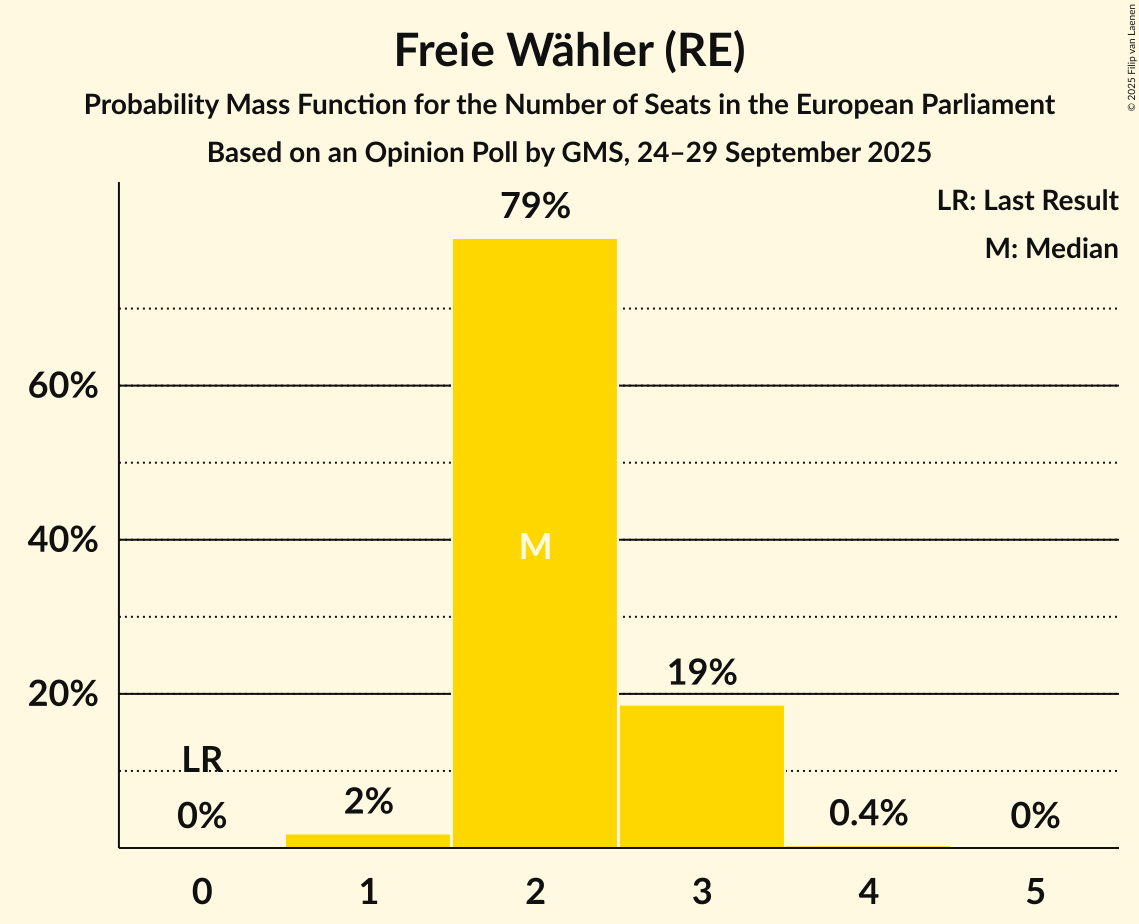 Freie Wähler (RE)
Probability Mass Function for the Number of Seats in the European Parliament
Based on an Opinion Poll by GMS, 24–29 September 2025
© 2025 Filip van Laenen
LR: Last Result
M: Median
79%
60%
40%
M
19%
20%
LR
0%
2%
0.4%
0%
0 1 2 3 4 5